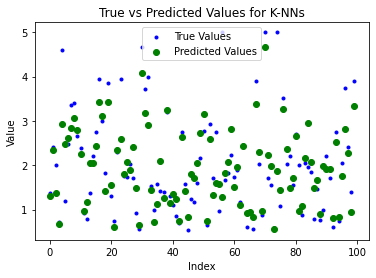 True vs Predicted Values for K-NNs
True Values
Predicted Values
Value
5
4
3
2
1
0
20
40
60
80
100
Index